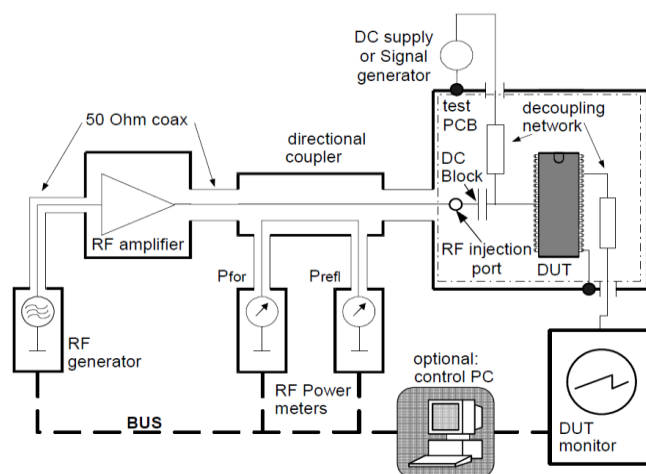 DC supply
or Signal
generator
test
PCB
decoupling
network
50 Ohm coax
directional
coupler
DC
Block
RF amplifier
RF injection
port
DUT
Pfor
Prefl
RF
generator
RF Power
meters
optional:
control PC
BUS
DUT
monitor